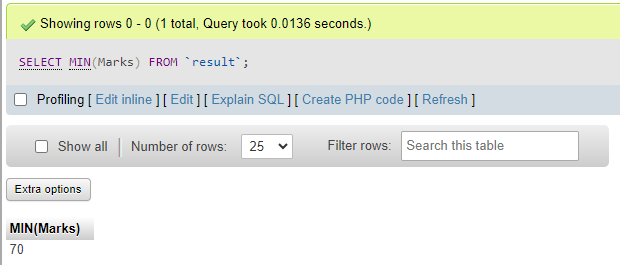 Showing rows 0 - 0 (1 total, Query took 0.0136 seconds.)
SELECT MIN(Marks) FROM `result`;
Profiling [ Edit inline ] [ Edit ] [ Explain SQL ] [ Create PHP code ] [ Refresh ]
Show all Number of rows: 25 Filter rows: Search this table
Extra options
MIN(Marks)
70